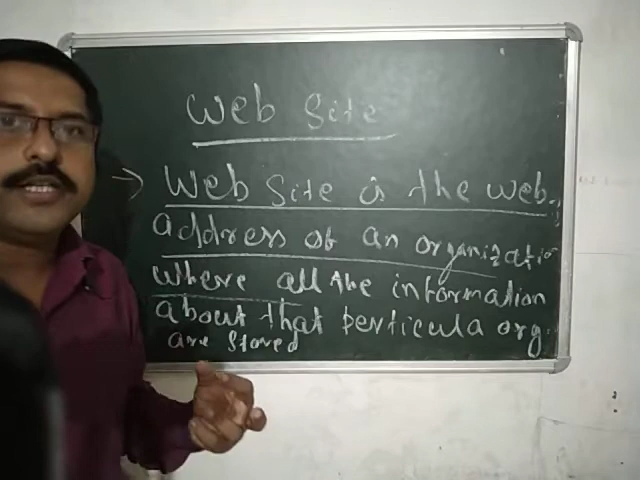 Web Site
→ Web Site is the web
address of an organizatio
where all the information
about that perticula org.
are stored